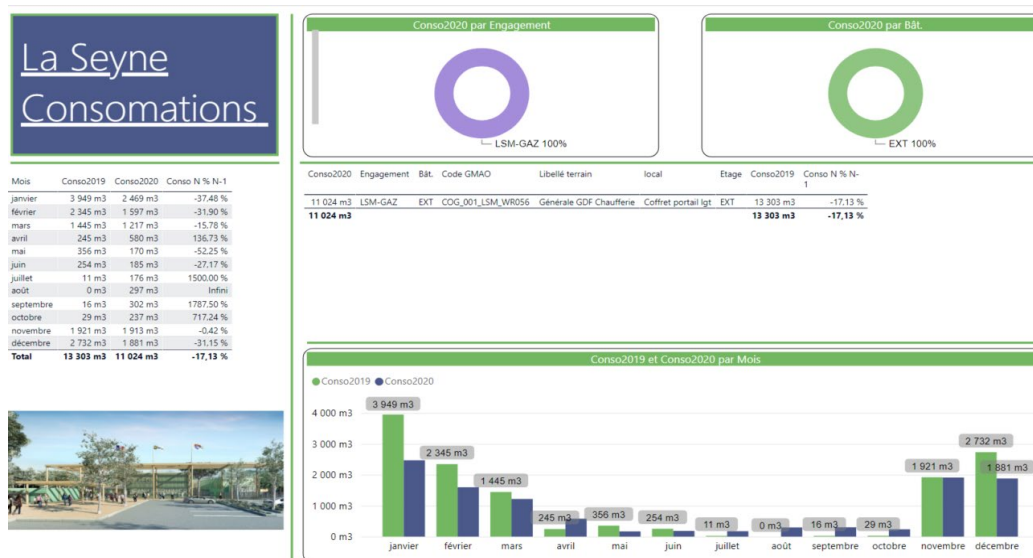 La Seyne
Consomations
Mois Conso2019 Conso2020 Conso N % N-1
janvier 3 949 m3 2 469 m3 -37.48 %
février 2 345 m3 1 597 m3 -31,90 %
mars 1 445 m3 1 217 m3 -15.78 %
avril 245 m3 580 m3 136,73 %
mai 356 m3 170 m3 -52,25 %
juin 254 m3 185 m3 -27,17 %
juillet 11 m3 176 m3 1500,00 %
août 0 m3 297 m3 Infini
septembre 16 m3 302 m3 1787.50 %
octobre 29 m3 237 m3 717,24 %
novembre 1 921 m3 1 913 m3 -0,42 %
décembre 2 732 m3 1 881 m3 -31,15 %
Total 13 303 m3 11 024 m3 -17,13 %
Conso2020 par Engagement
LSM-GAZ 100%
Conso2020 par Bât.
EXT 100%
Conso2020 Engagement Bât. Code GMAO Libellé terrain local Etage Conso2019 Conso N % N-
1
11 024 m3 LSM-GAZ EXT COG_001_LSM_WR056 Générale GDF Chaufferie Coffret portail lgt EXT 13 303 m3 -17,13 %
11 024 m3 13 303 m3 -17,13 %
Conso2019 et Conso2020 par Mois
Conso2019 Conso2020
4 000 m3
3 000 m3
2 000 m3
1 000 m3
0 m3
3 949 m3
2 345 m3
1 445 m3
245 m3
356 m3
254 m3
11 m3
0 m3
16 m3
29 m3
1 921 m3
2 732 m3
1 881 m3
janvier février mars avril mai juin juillet août septembre octobre novembre décembre